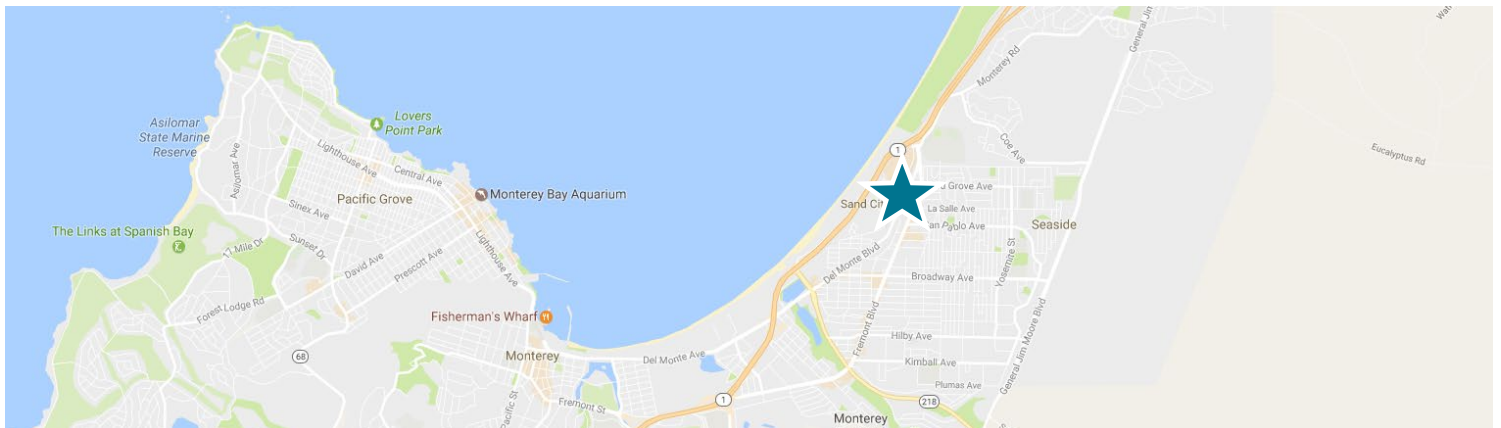 Asilomar
State Marine
Reserve
Lovers
Point Park
Asilomar Ave
Lighthouse Ave
Central Ave
Monterey Bay Aquarium
Pacific Grove
Sinex Ave
The Links at Spanish Bay
17 Mile Dr
Sunset Dr
David Ave
Prescott Ave
Lighthouse Ave
Forest Lodge Rd
Fisherman's Wharf
68
Monterey
Pacific St
Fremont St
Del Monte Ave
1
General Jim
Monterey Rd
Coe Ave
Eucalyptus Rd
1
Grove Ave
Sand
La Salle Ave
Seaside
Del Monte Blvd
Yosemite St
Broadway Ave
Fremont Blvd
Hilby Ave
Kimball Ave
General Jim Moore Blvd
Plumas Ave
218
Monterey